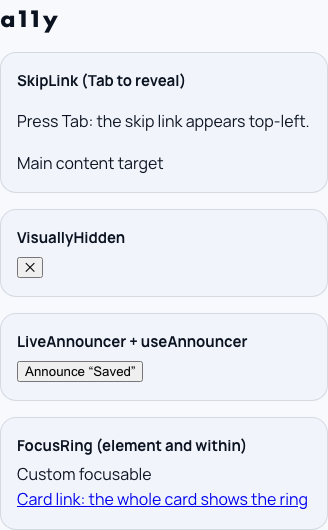 a11y
SkipLink (Tab to reveal)
Press Tab: the skip link appears top-left.
Main content target
VisuallyHidden
×
LiveAnnouncer + useAnnouncer
Announce “Saved”
FocusRing (element and within)
Custom focusable
Card link: the whole card shows the ring